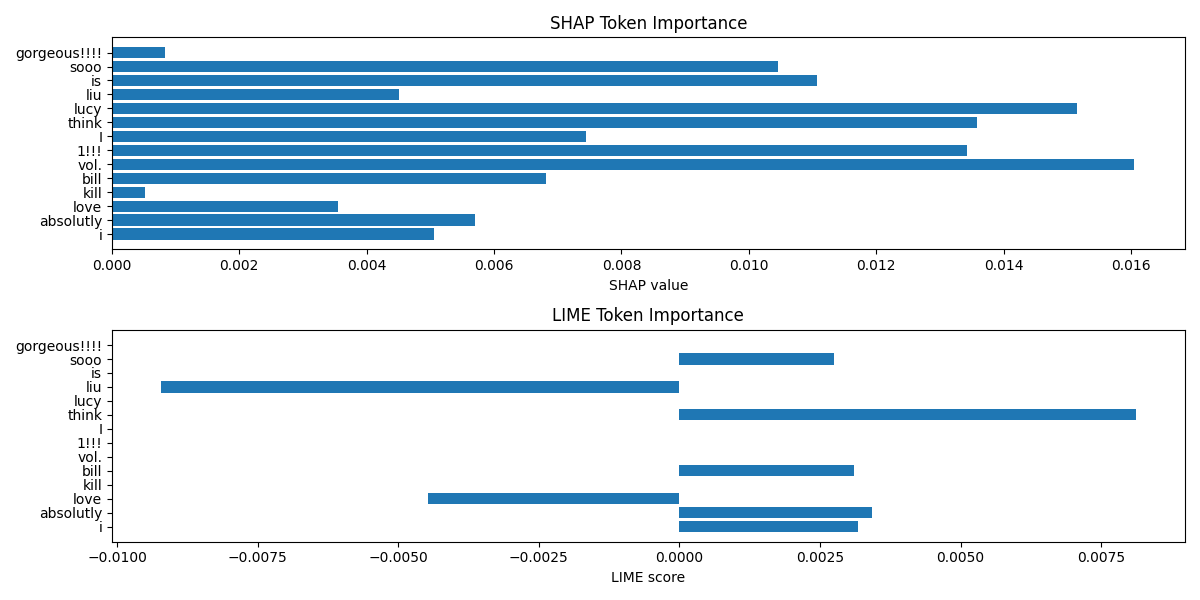 SHAP Token Importance
gorgeous!!!!
sooo
is
liu
lucy
think
I
1!!!
vol.
bill
kill
love
absolutly
i
0.000 0.002 0.004 0.006 0.008 0.010 0.012 0.014 0.016
SHAP value
LIME Token Importance
gorgeous!!!!
sooo
is
liu
lucy
think
I
1!!!
vol.
bill
kill
love
absolutly
i
−0.0100 −0.0075 −0.0050 −0.0025 0.0000 0.0025 0.0050 0.0075
LIME score